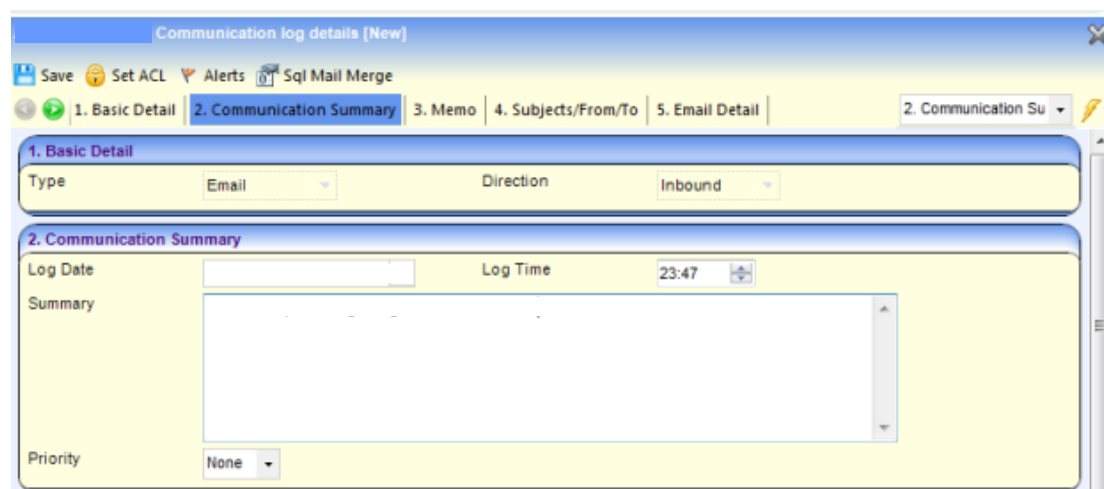 Communication log details [New]
Save Set ACL Alerts Sql Mail Merge
1. Basic Detail 2. Communication Summary 3. Memo 4. Subjects/From/To 5. Email Detail 2. Communication Su
1. Basic Detail
Type Email Direction Inbound
2. Communication Summary
Log Date Log Time 23:47
Summary
Priority None